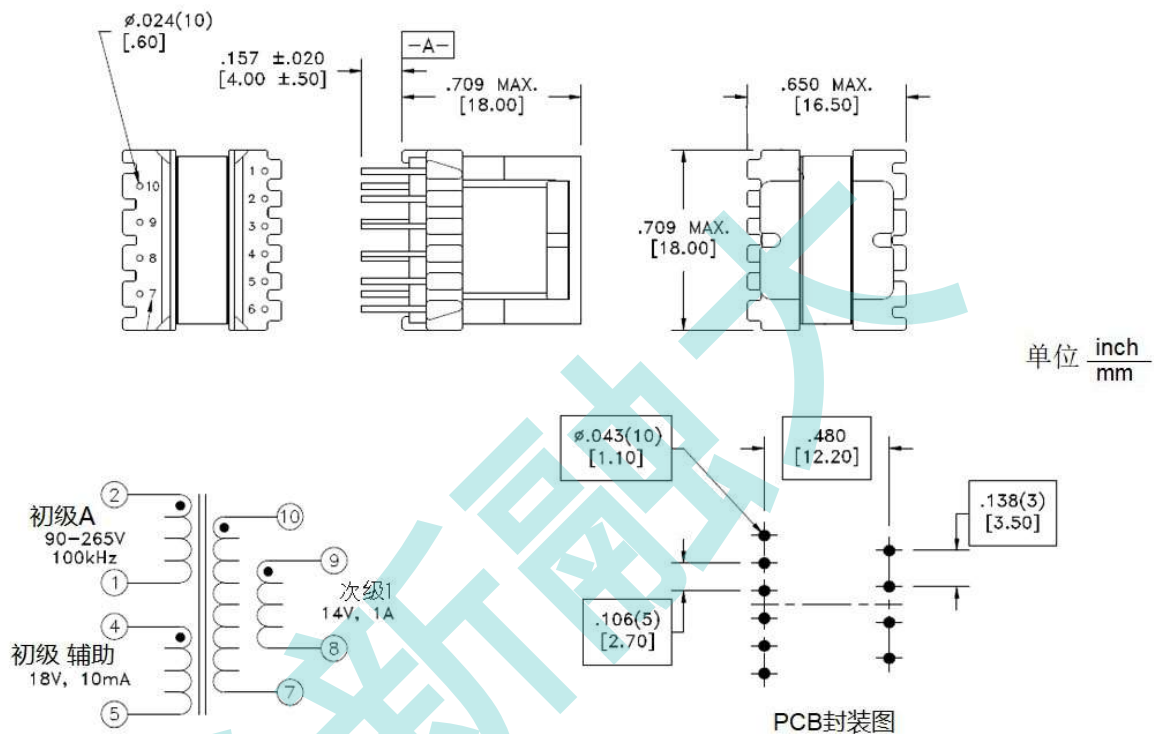 ø.024(10)
[.60]
.157 ±.020
[4.00 ±.50]
-A-
.709 MAX.
[18.00]
.650 MAX.
[16.50]
10
9
8
7
1
2
3
4
5
6
.709 MAX.
[18.00]
单位 inch
mm
ø.043(10)
[1.10]
.480
[12.20]
.138(3)
[3.50]
.106(5)
[2.70]
PCB封装图
2
初级A
90-265V
100kHz
1
4
初级 辅助
18V, 10mA
5
10
9
次级1
14V, 1A
8
7
新融大